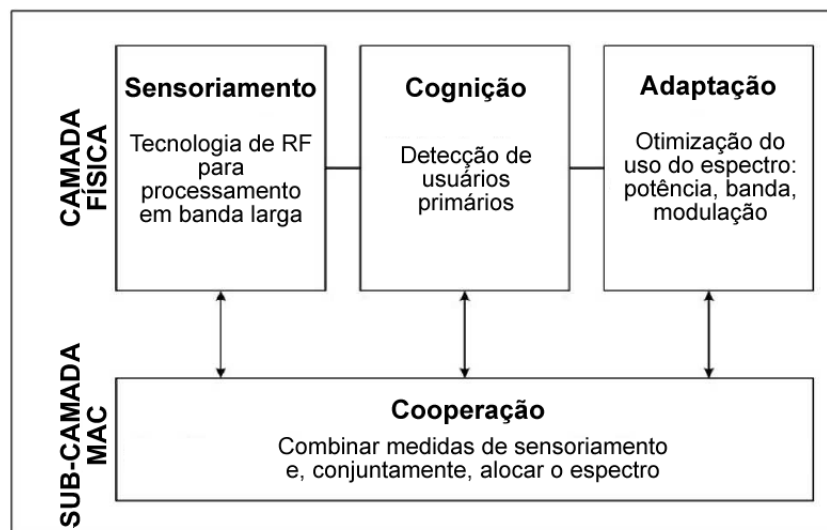 CAMADA
FÍSICA
Sensoriamento
Tecnologia de RF
para
processamento
em banda larga
Cognição
Detecção de
usuários
primários
Adaptação
Otimização do
uso do espectro:
potência, banda,
modulação
SUB-CAMADA
MAC
Cooperação
Combinar medidas de sensoriamento
e, conjuntamente, alocar o espectro